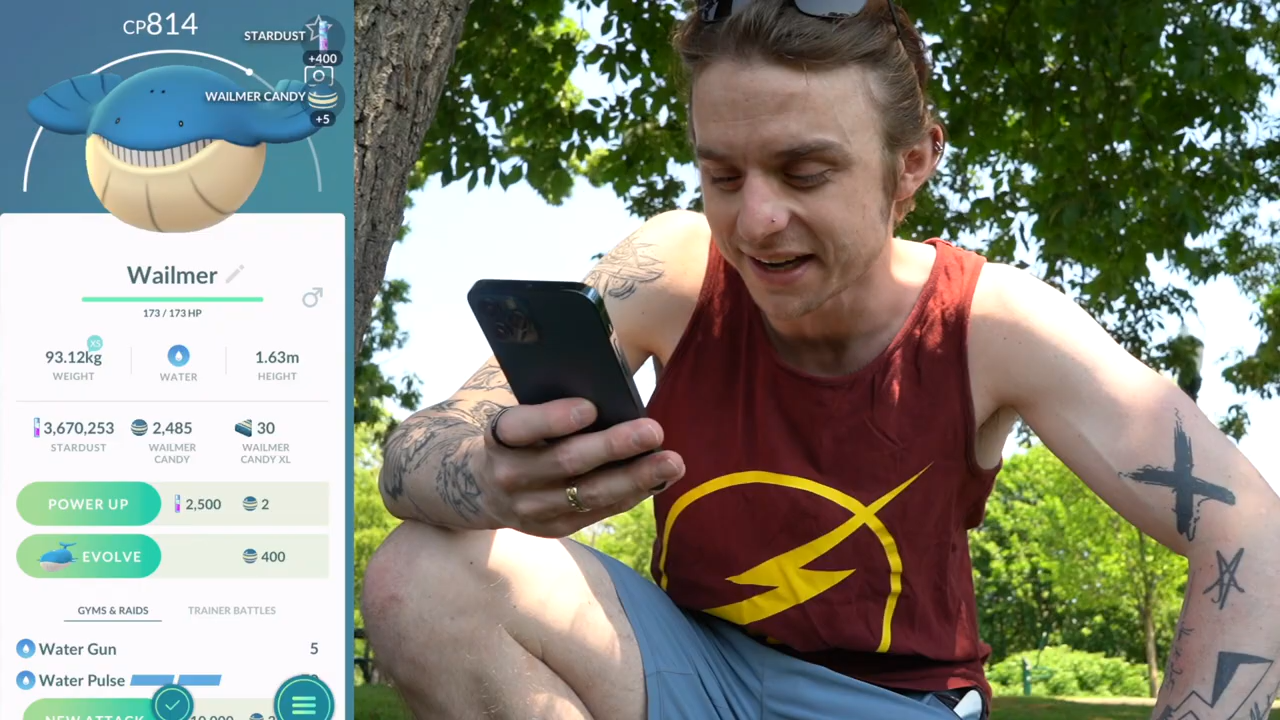 CP814
STARDUST
+400
WAILMER CANDY
+5
Wailmer
173 / 173 HP
XS
93.12kg
WEIGHT
WATER
1.63m
HEIGHT
3,670,253
STARDUST
2,485
WAILMER
CANDY
30
WAILMER
CANDY XL
POWER UP
2,500
2
EVOLVE
400
GYMS & RAIDS
TRAINER BATTLES
Water Gun
5
Water Pulse
NEW ATTACK